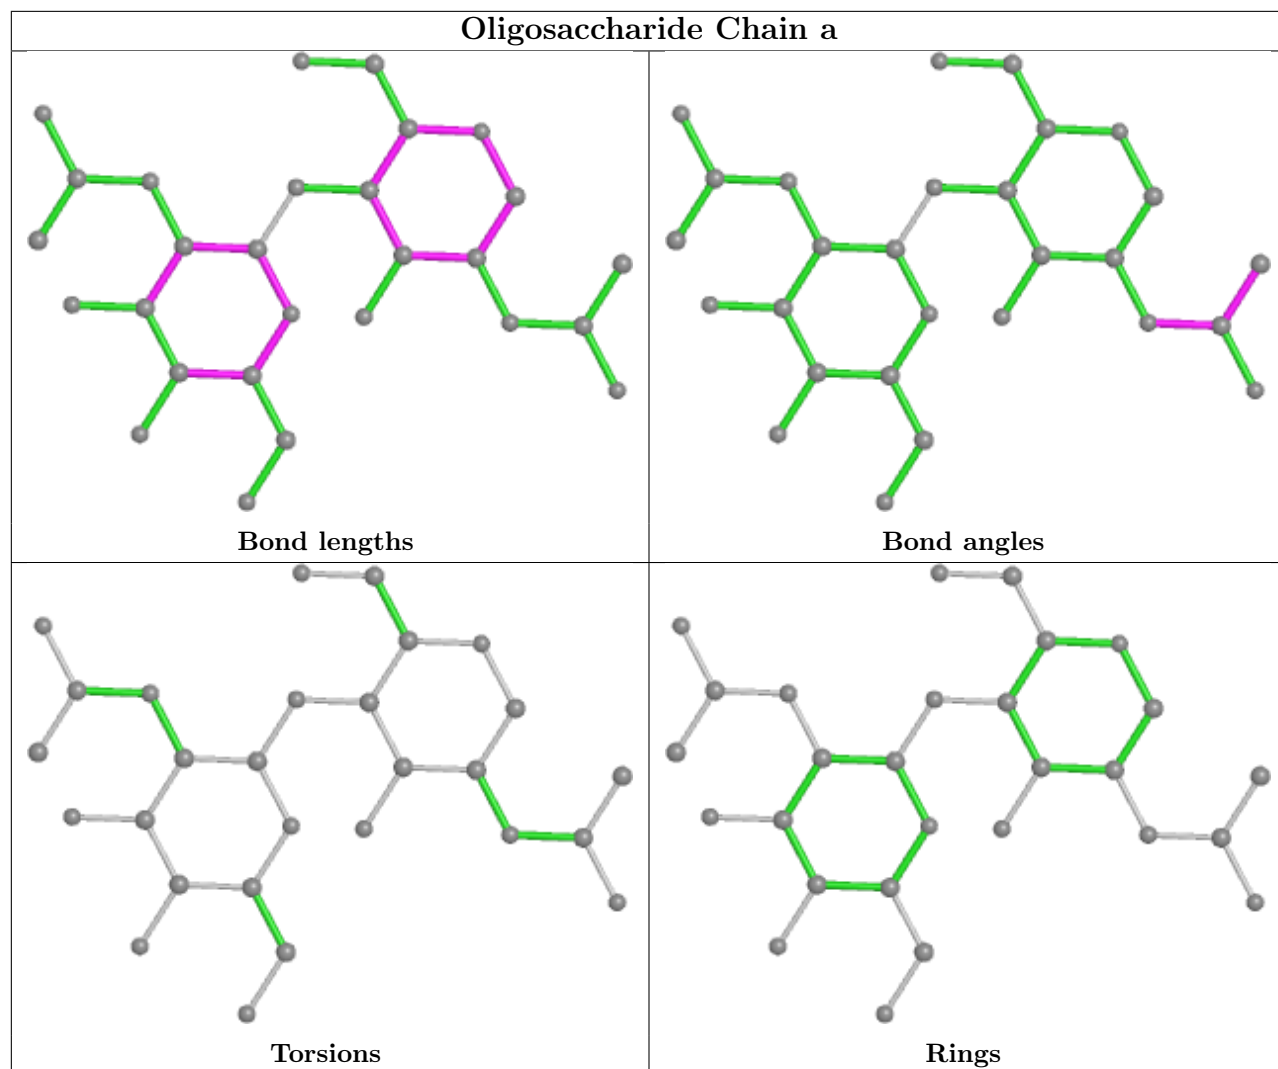 Oligosaccharide Chain a
Bond lengths
Bond angles
Torsions
Rings